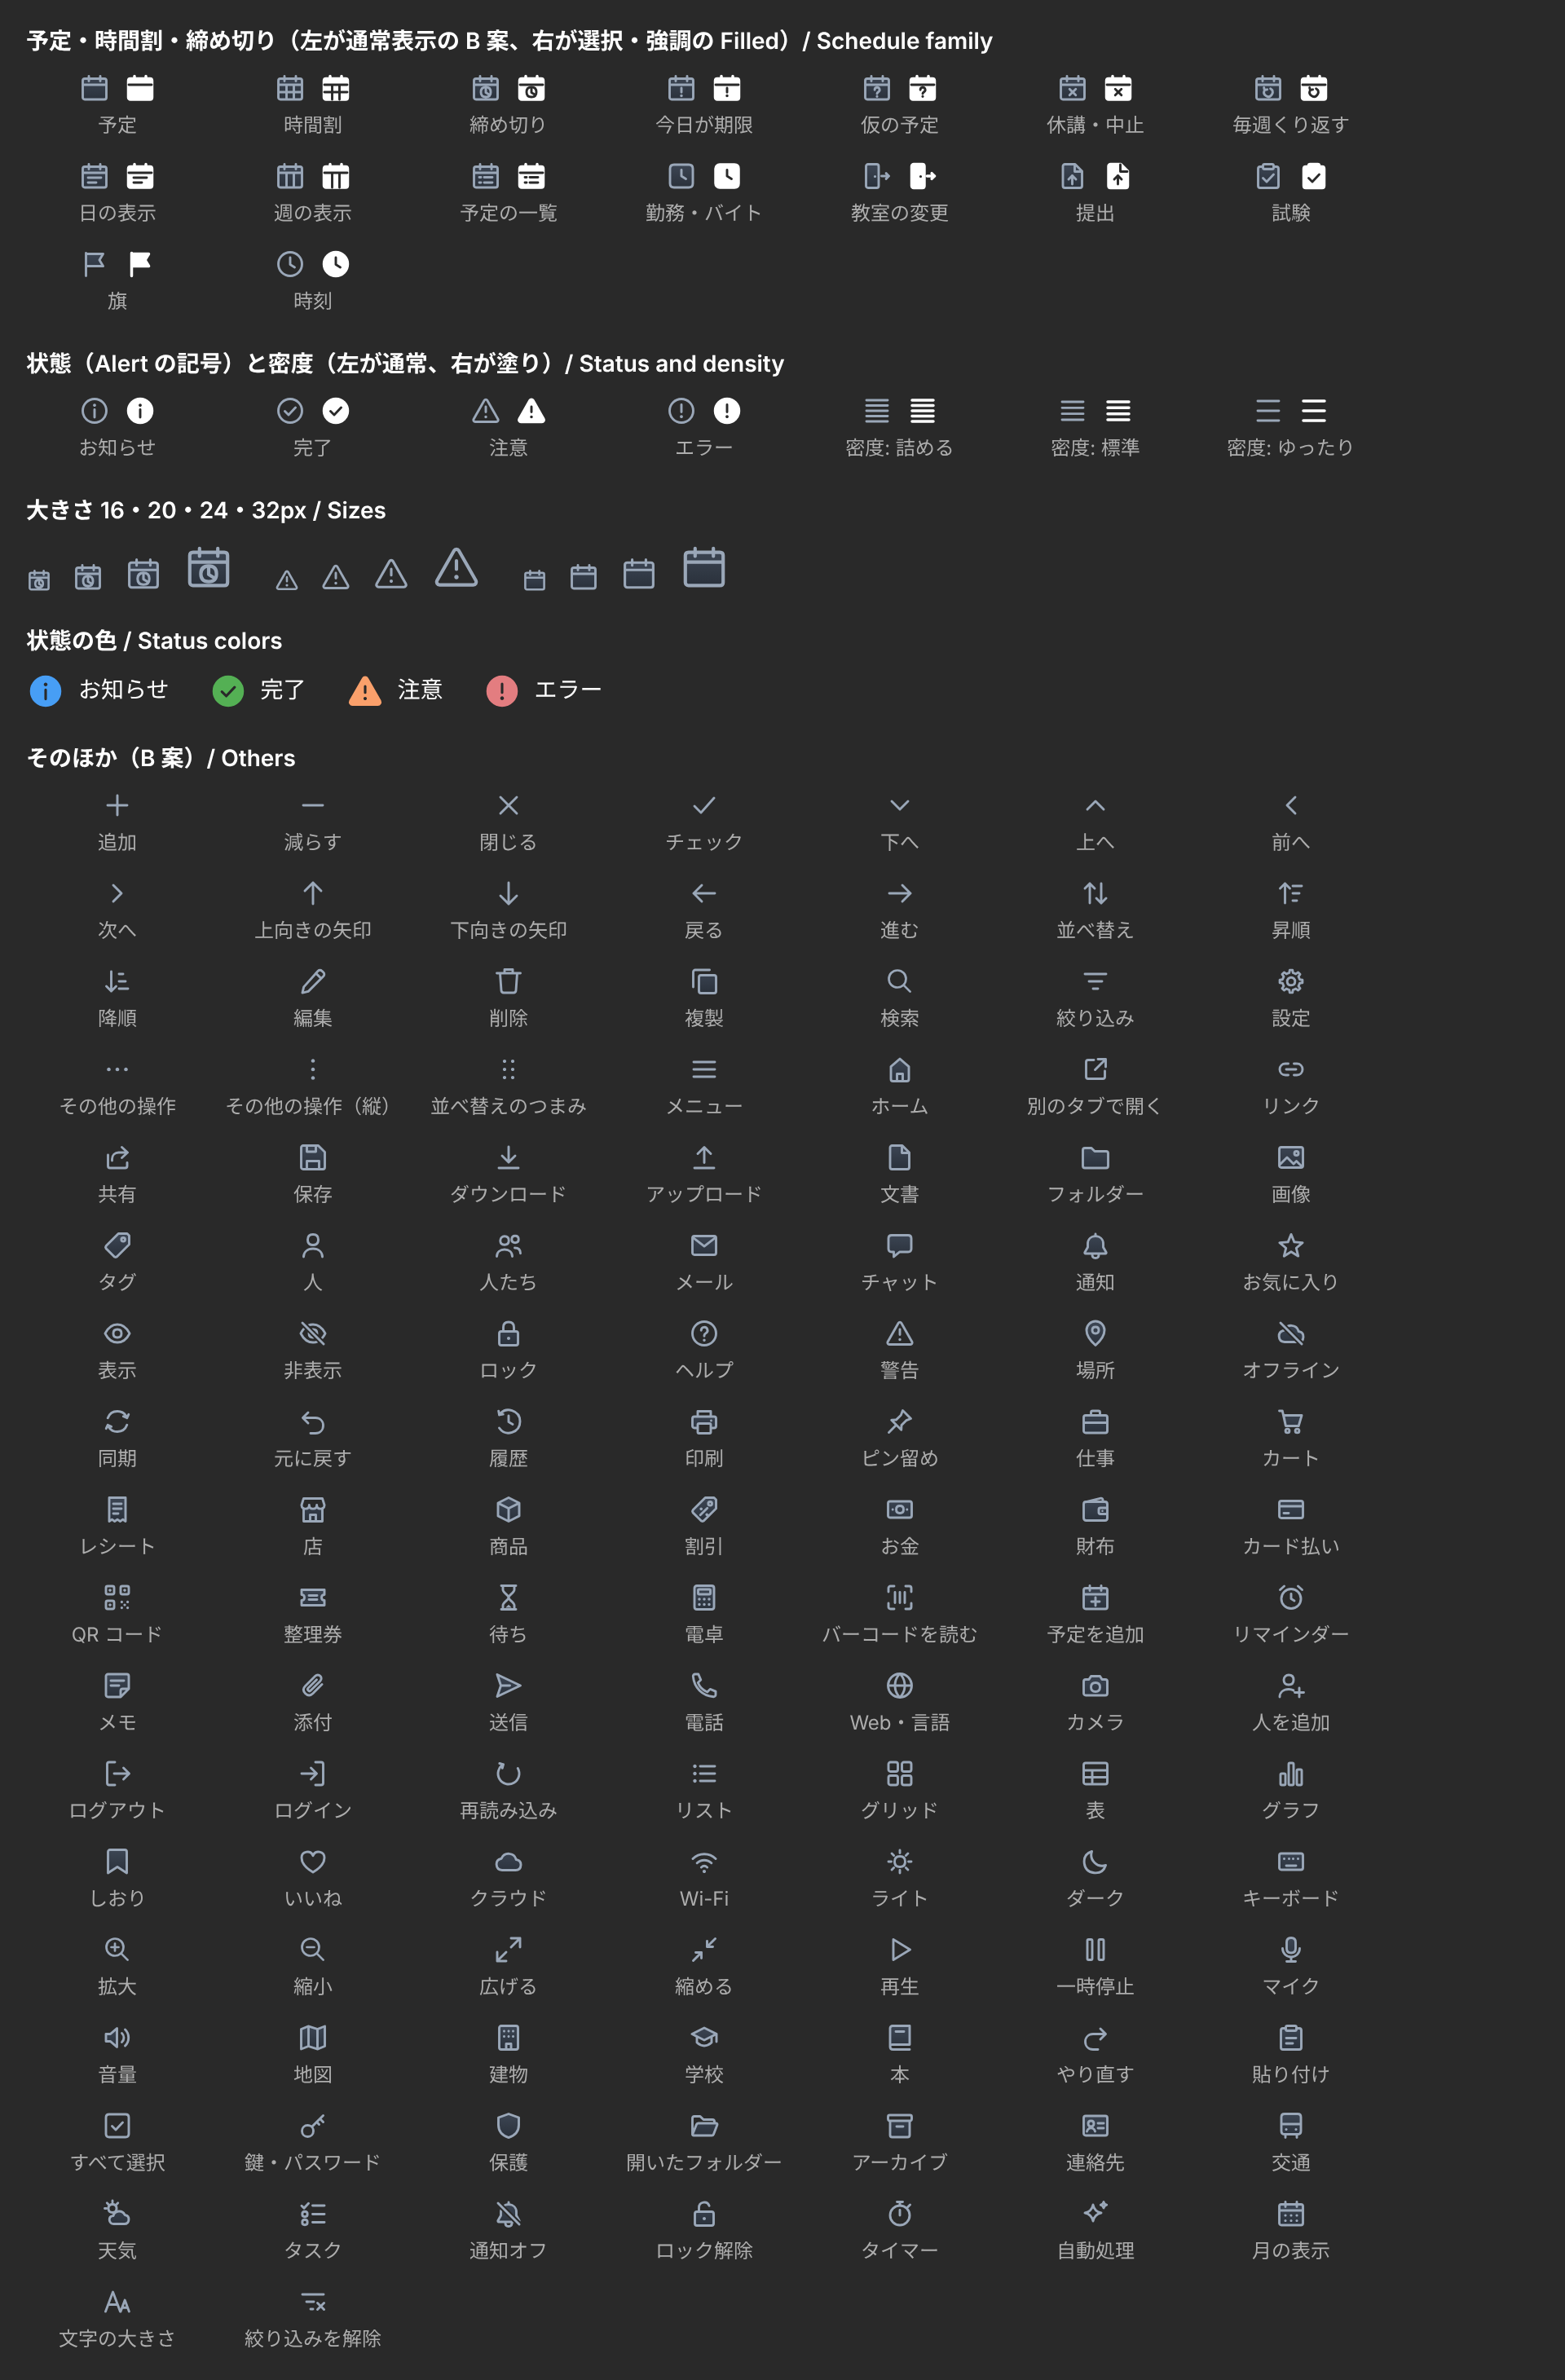 予定・時間割・締め切り（左が通常表示の B 案、右が選択・強調の Filled）/ Schedule family
予定 時間割 締め切り 今日が期限 仮の予定 休講・中止 毎週くり返す
日の表示 週の表示 予定の一覧 勤務・バイト 教室の変更 提出 試験
旗 時刻
状態（Alert の記号）と密度（左が通常、右が塗り）/ Status and density
お知らせ 完了 注意 エラー 密度: 詰める 密度: 標準 密度: ゆったり
大きさ 16・20・24・32px / Sizes
状態の色 / Status colors
お知らせ 完了 注意 エラー
そのほか（B 案）/ Others
追加 減らす 閉じる チェック 下へ 上へ 前へ
次へ 上向きの矢印 下向きの矢印 戻る 進む 並べ替え 昇順
降順 編集 削除 複製 検索 絞り込み 設定
その他の操作 その他の操作（縦） 並べ替えのつまみ メニュー ホーム 別のタブで開く リンク
共有 保存 ダウンロード アップロード 文書 フォルダー 画像
タグ 人 人たち メール チャット 通知 お気に入り
表示 非表示 ロック ヘルプ 警告 場所 オフライン
同期 元に戻す 履歴 印刷 ピン留め 仕事 カート
レシート 店 商品 割引 お金 財布 カード払い
QR コード 整理券 待ち 電卓 バーコードを読む 予定を追加 リマインダー
メモ 添付 送信 電話 Web・言語 カメラ 人を追加
ログアウト ログイン 再読み込み リスト グリッド 表 グラフ
しおり いいね クラウド Wi-Fi ライト ダーク キーボード
拡大 縮小 広げる 縮める 再生 一時停止 マイク
音量 地図 建物 学校 本 やり直す 貼り付け
すべて選択 鍵・パスワード 保護 開いたフォルダー アーカイブ 連絡先 交通
天気 タスク 通知オフ ロック解除 タイマー 自動処理 月の表示
文字の大きさ 絞り込みを解除